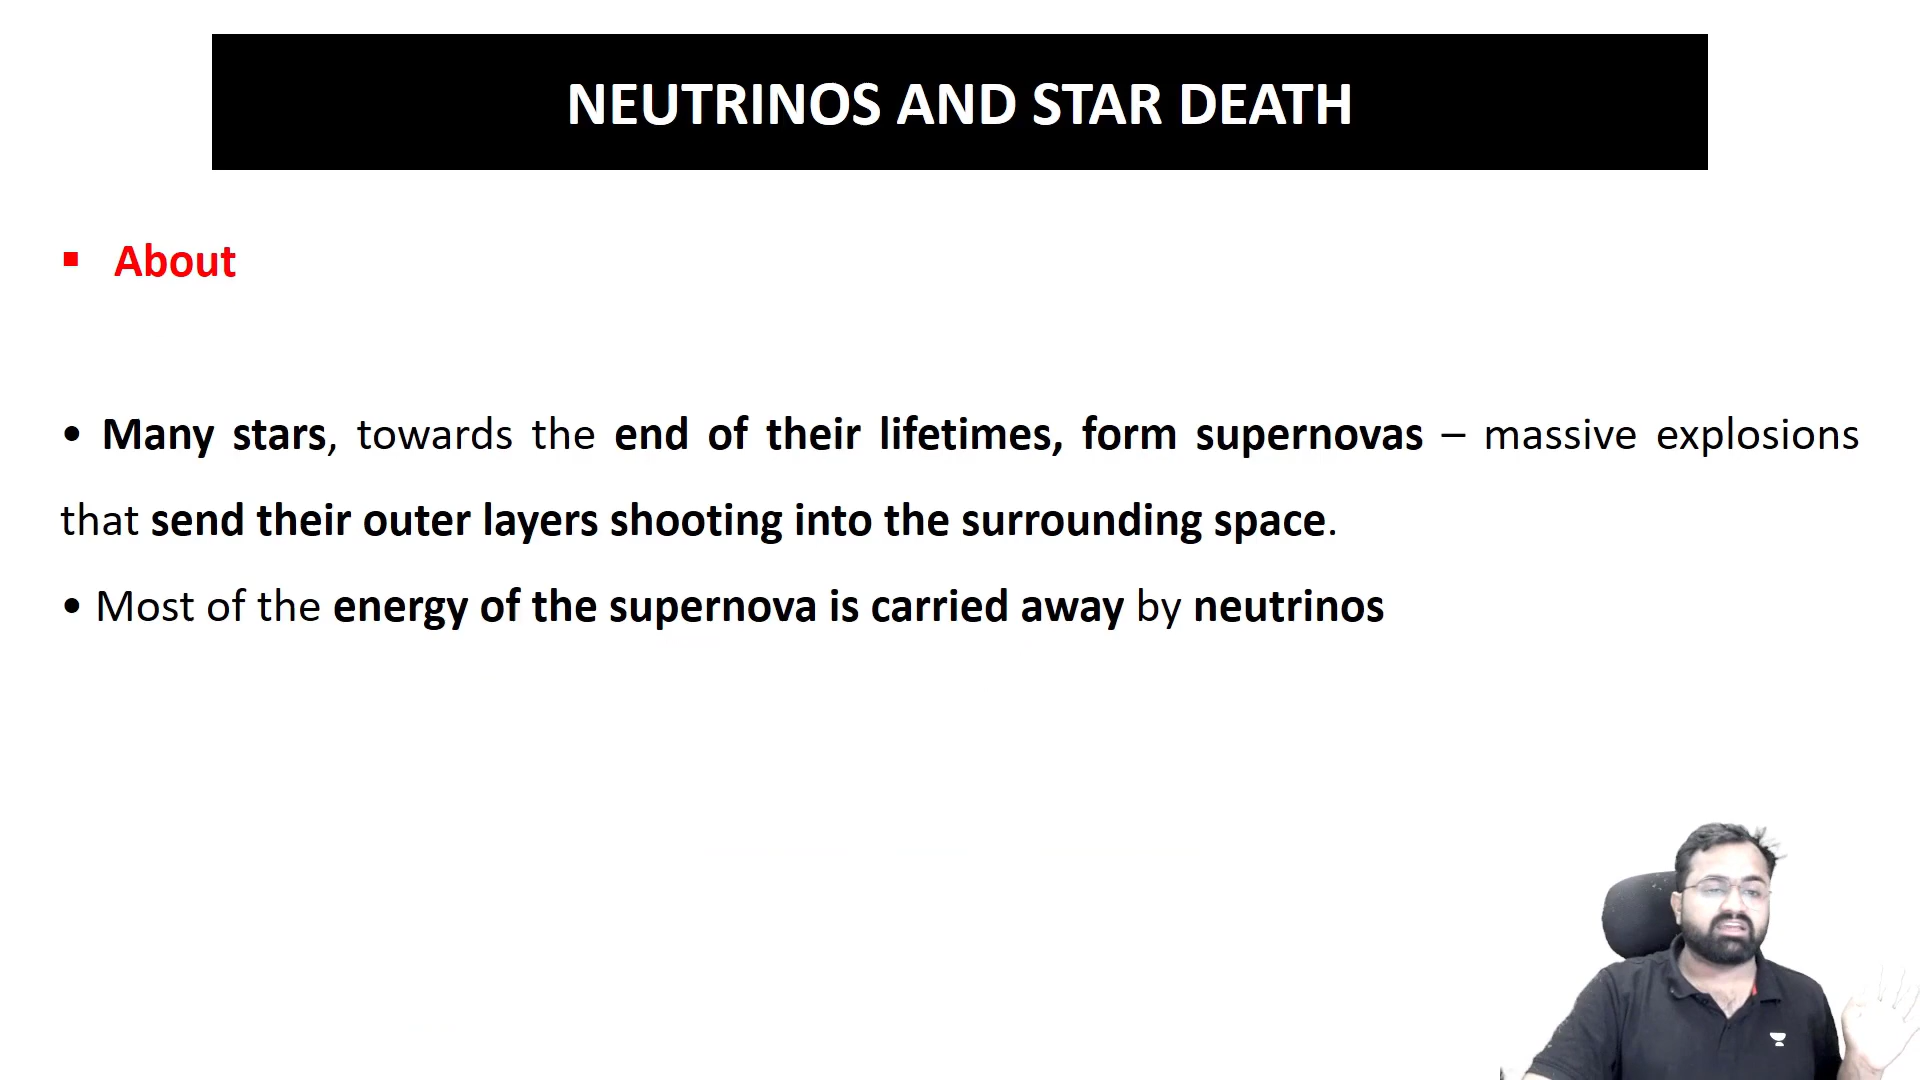 NEUTRINOS AND STAR DEATH
▪ About
• Many stars, towards the end of their lifetimes, form supernovas – massive explosions
that send their outer layers shooting into the surrounding space.
• Most of the energy of the supernova is carried away by neutrinos